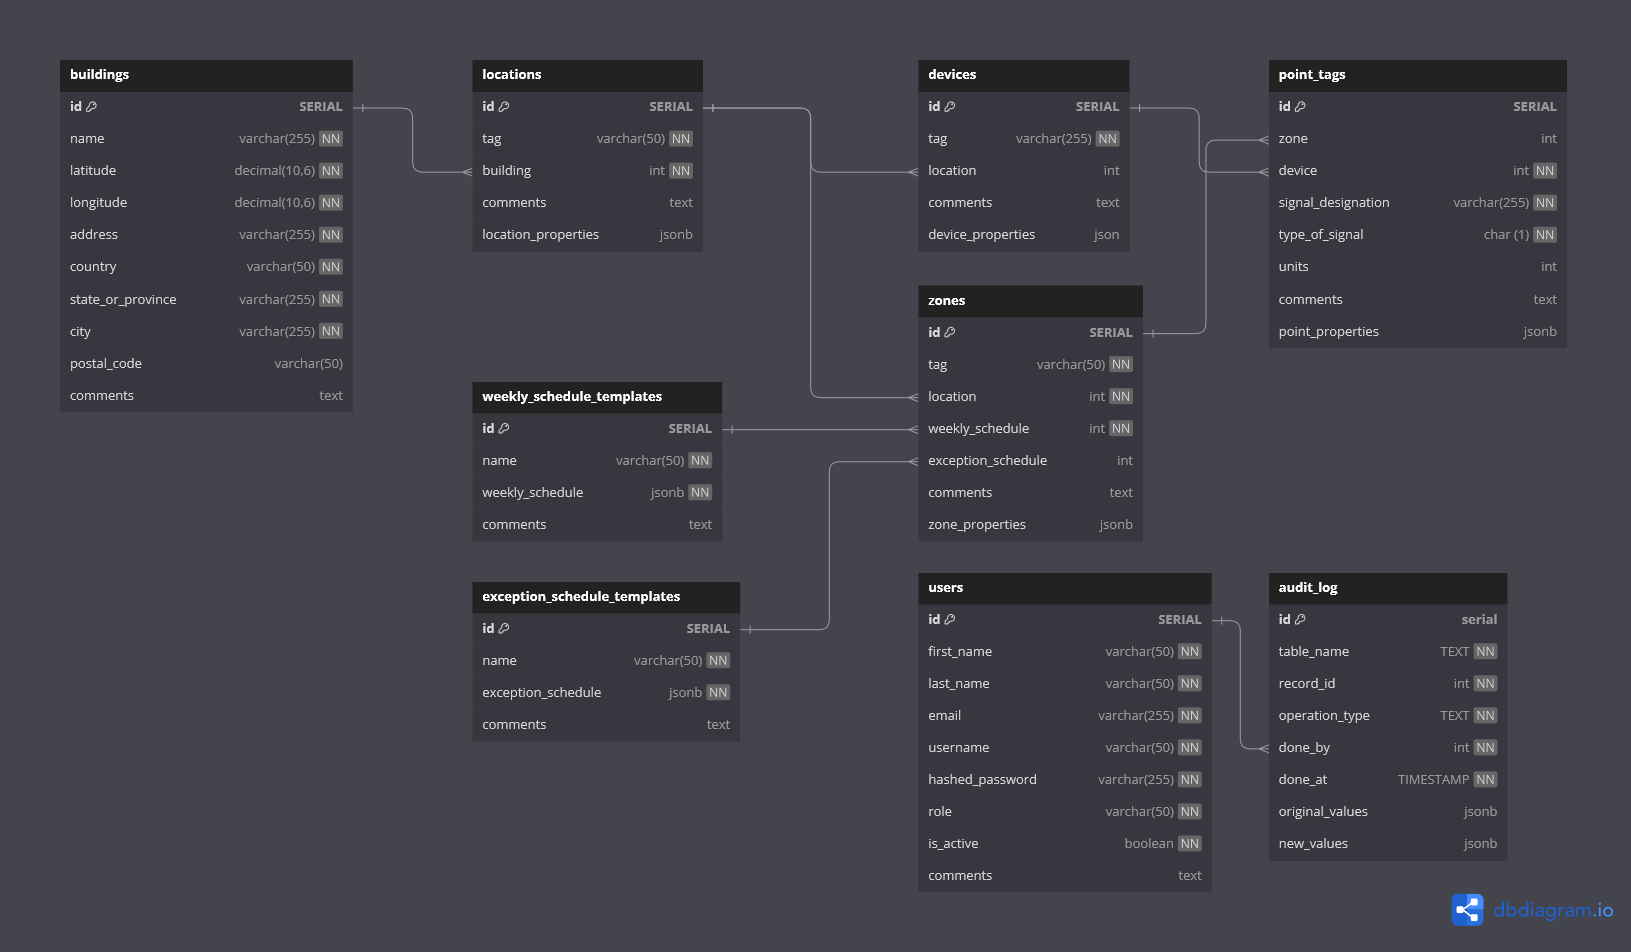 buildings
id SERIAL
name varchar(255) NN
latitude decimal(10,6) NN
longitude decimal(10,6) NN
address varchar(255) NN
country varchar(50) NN
state_or_province varchar(255) NN
city varchar(255) NN
postal_code varchar(50)
comments text
locations
id SERIAL
tag varchar(50) NN
building int NN
comments text
location_properties jsonb
devices
id SERIAL
tag varchar(255) NN
location int
comments text
device_properties json
point_tags
id SERIAL
zone int
device int NN
signal_designation varchar(255) NN
type_of_signal char (1) NN
units int
comments text
point_properties jsonb
zones
id SERIAL
tag varchar(50) NN
location int NN
weekly_schedule int NN
exception_schedule int
comments text
zone_properties jsonb
weekly_schedule_templates
id SERIAL
name varchar(50) NN
weekly_schedule jsonb NN
comments text
exception_schedule_templates
id SERIAL
name varchar(50) NN
exception_schedule jsonb NN
comments text
users
id SERIAL
first_name varchar(50) NN
last_name varchar(50) NN
email varchar(255) NN
username varchar(50) NN
hashed_password varchar(255) NN
role varchar(50) NN
is_active boolean NN
comments text
audit_log
id serial
table_name TEXT NN
record_id int NN
operation_type TEXT NN
done_by int NN
done_at TIMESTAMP NN
original_values jsonb
new_values jsonb
dbdiagram.io